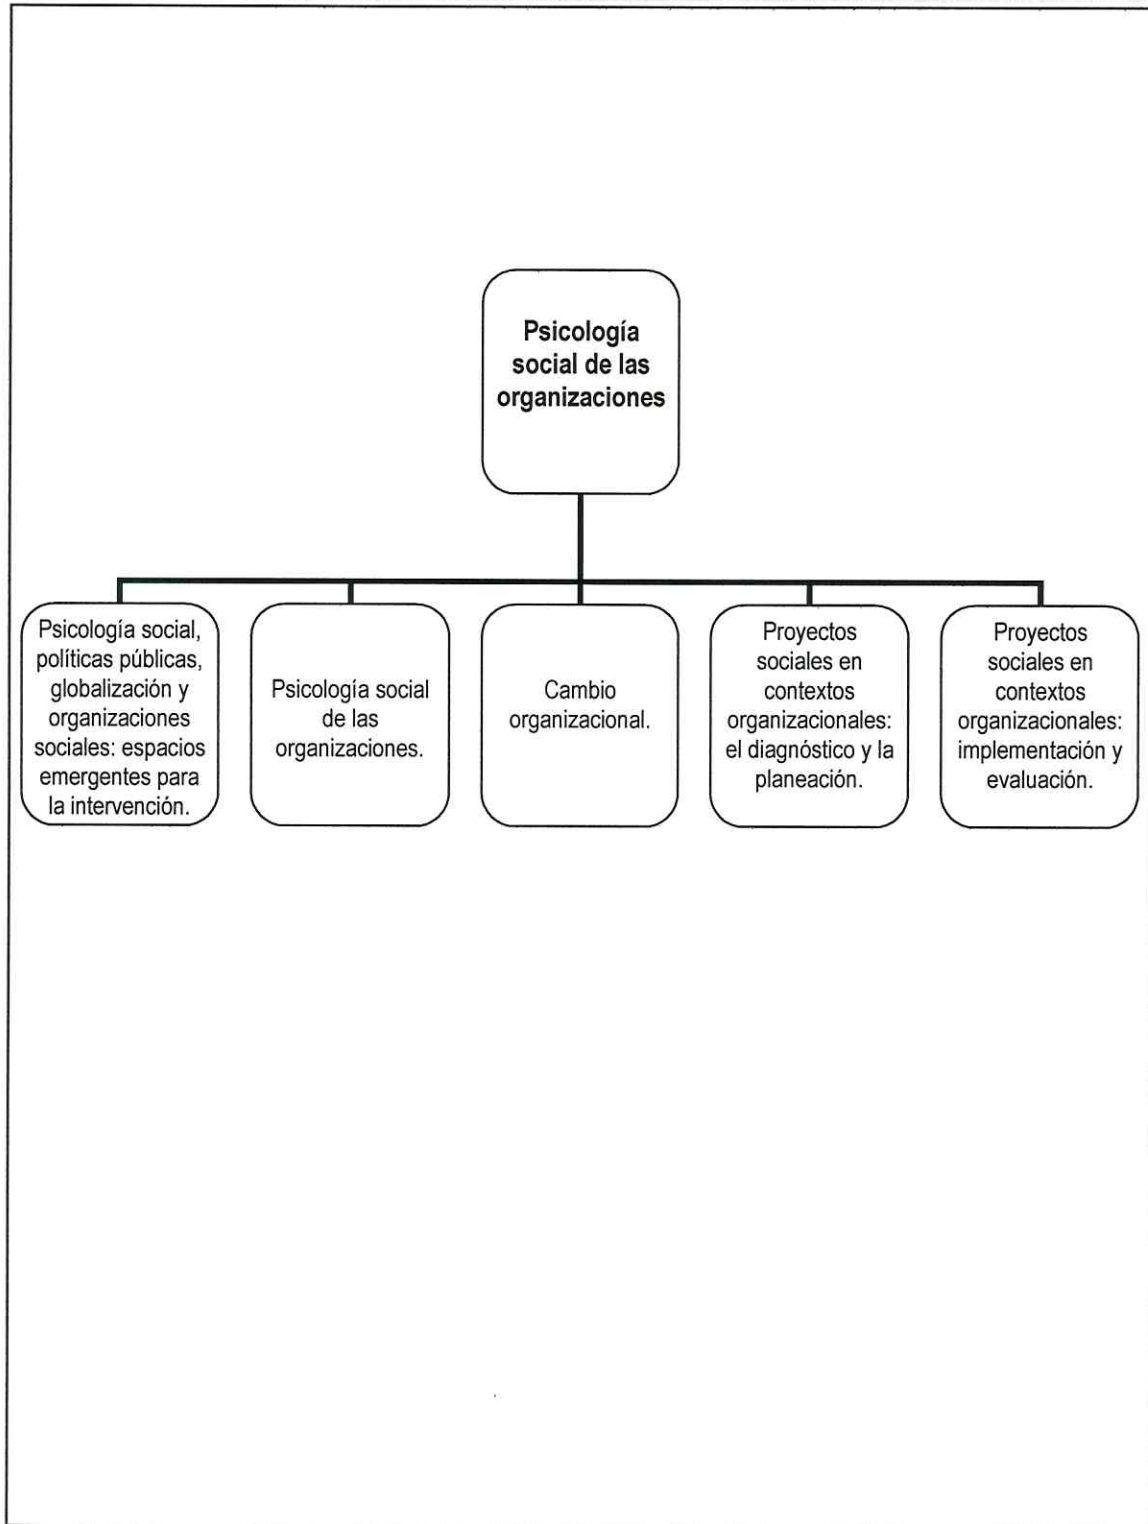 Psicología
social de las
organizaciones
Psicología social,
políticas públicas,
globalización y
organizaciones
sociales: espacios
emergentes para
la intervención.
Psicología social
de las
organizaciones.
Cambio
organizacional.
Proyectos
sociales en
contextos
organizacionales:
el diagnóstico y la
planeación.
Proyectos
sociales en
contextos
organizacionales:
implementación y
evaluación.